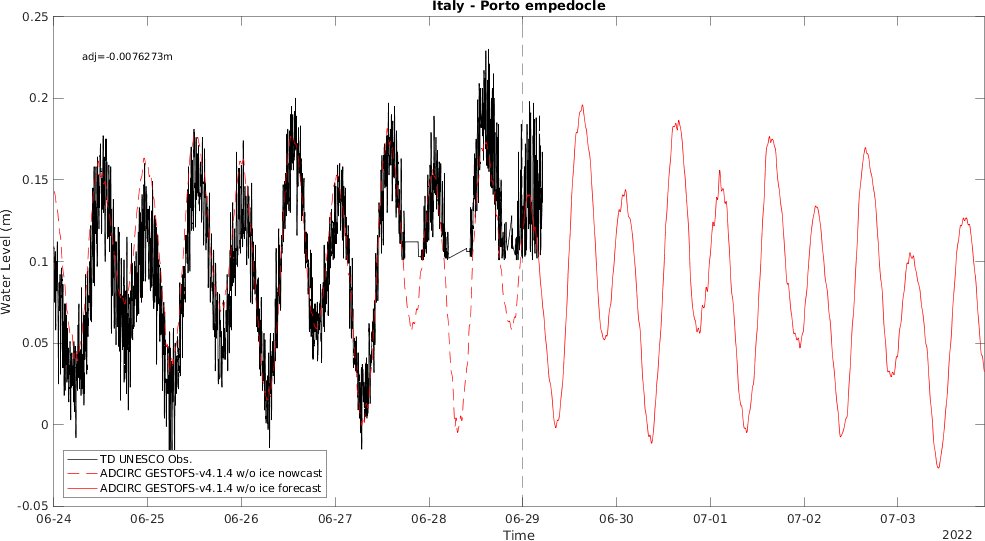 Italy - Porto empedocle
0.25
0.2
0.15
0.1
0.05
0
-0.05
Water Level (m)
adj=-0.0076273m
TD UNESCO Obs.
ADCIRC GESTOFS-v4.1.4 w/o ice nowcast
ADCIRC GESTOFS-v4.1.4 w/o ice forecast
06-24 06-25 06-26 06-27 06-28 06-29 06-30 07-01 07-02 07-03
Time
2022